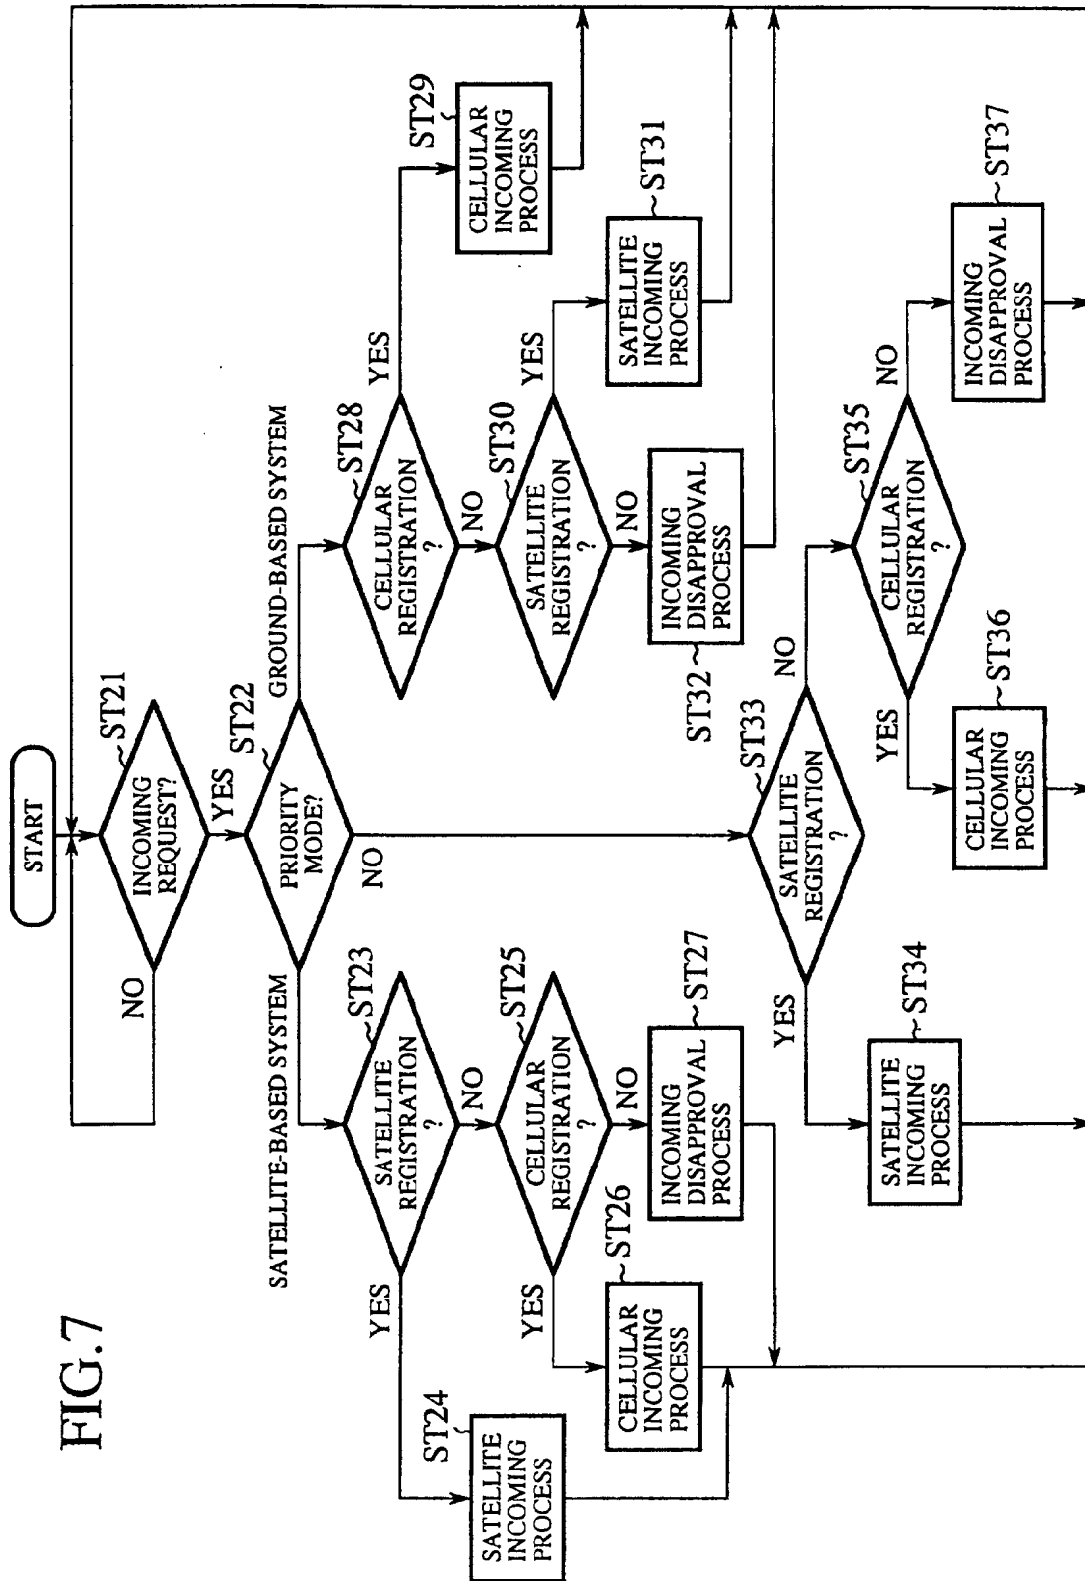 FIG.7
START
ST21
INCOMING
REQUEST?
NO
YES
ST22
PRIORITY
MODE?
SATELLITE-BASED SYSTEM
GROUND-BASED SYSTEM
NO
ST23
SATELLITE
REGISTRATION
?
YES
NO
ST24
SATELLITE
INCOMING
PROCESS
ST25
CELLULAR
REGISTRATION
?
YES
NO
ST26
CELLULAR
INCOMING
PROCESS
ST27
INCOMING
DISAPPROVAL
PROCESS
ST28
CELLULAR
REGISTRATION
?
YES
NO
ST29
CELLULAR
INCOMING
PROCESS
ST30
SATELLITE
REGISTRATION
?
YES
NO
ST31
SATELLITE
INCOMING
PROCESS
ST32
INCOMING
DISAPPROVAL
PROCESS
ST33
SATELLITE
REGISTRATION
?
YES
NO
ST34
SATELLITE
INCOMING
PROCESS
ST35
CELLULAR
REGISTRATION
?
YES
NO
ST36
CELLULAR
INCOMING
PROCESS
ST37
INCOMING
DISAPPROVAL
PROCESS